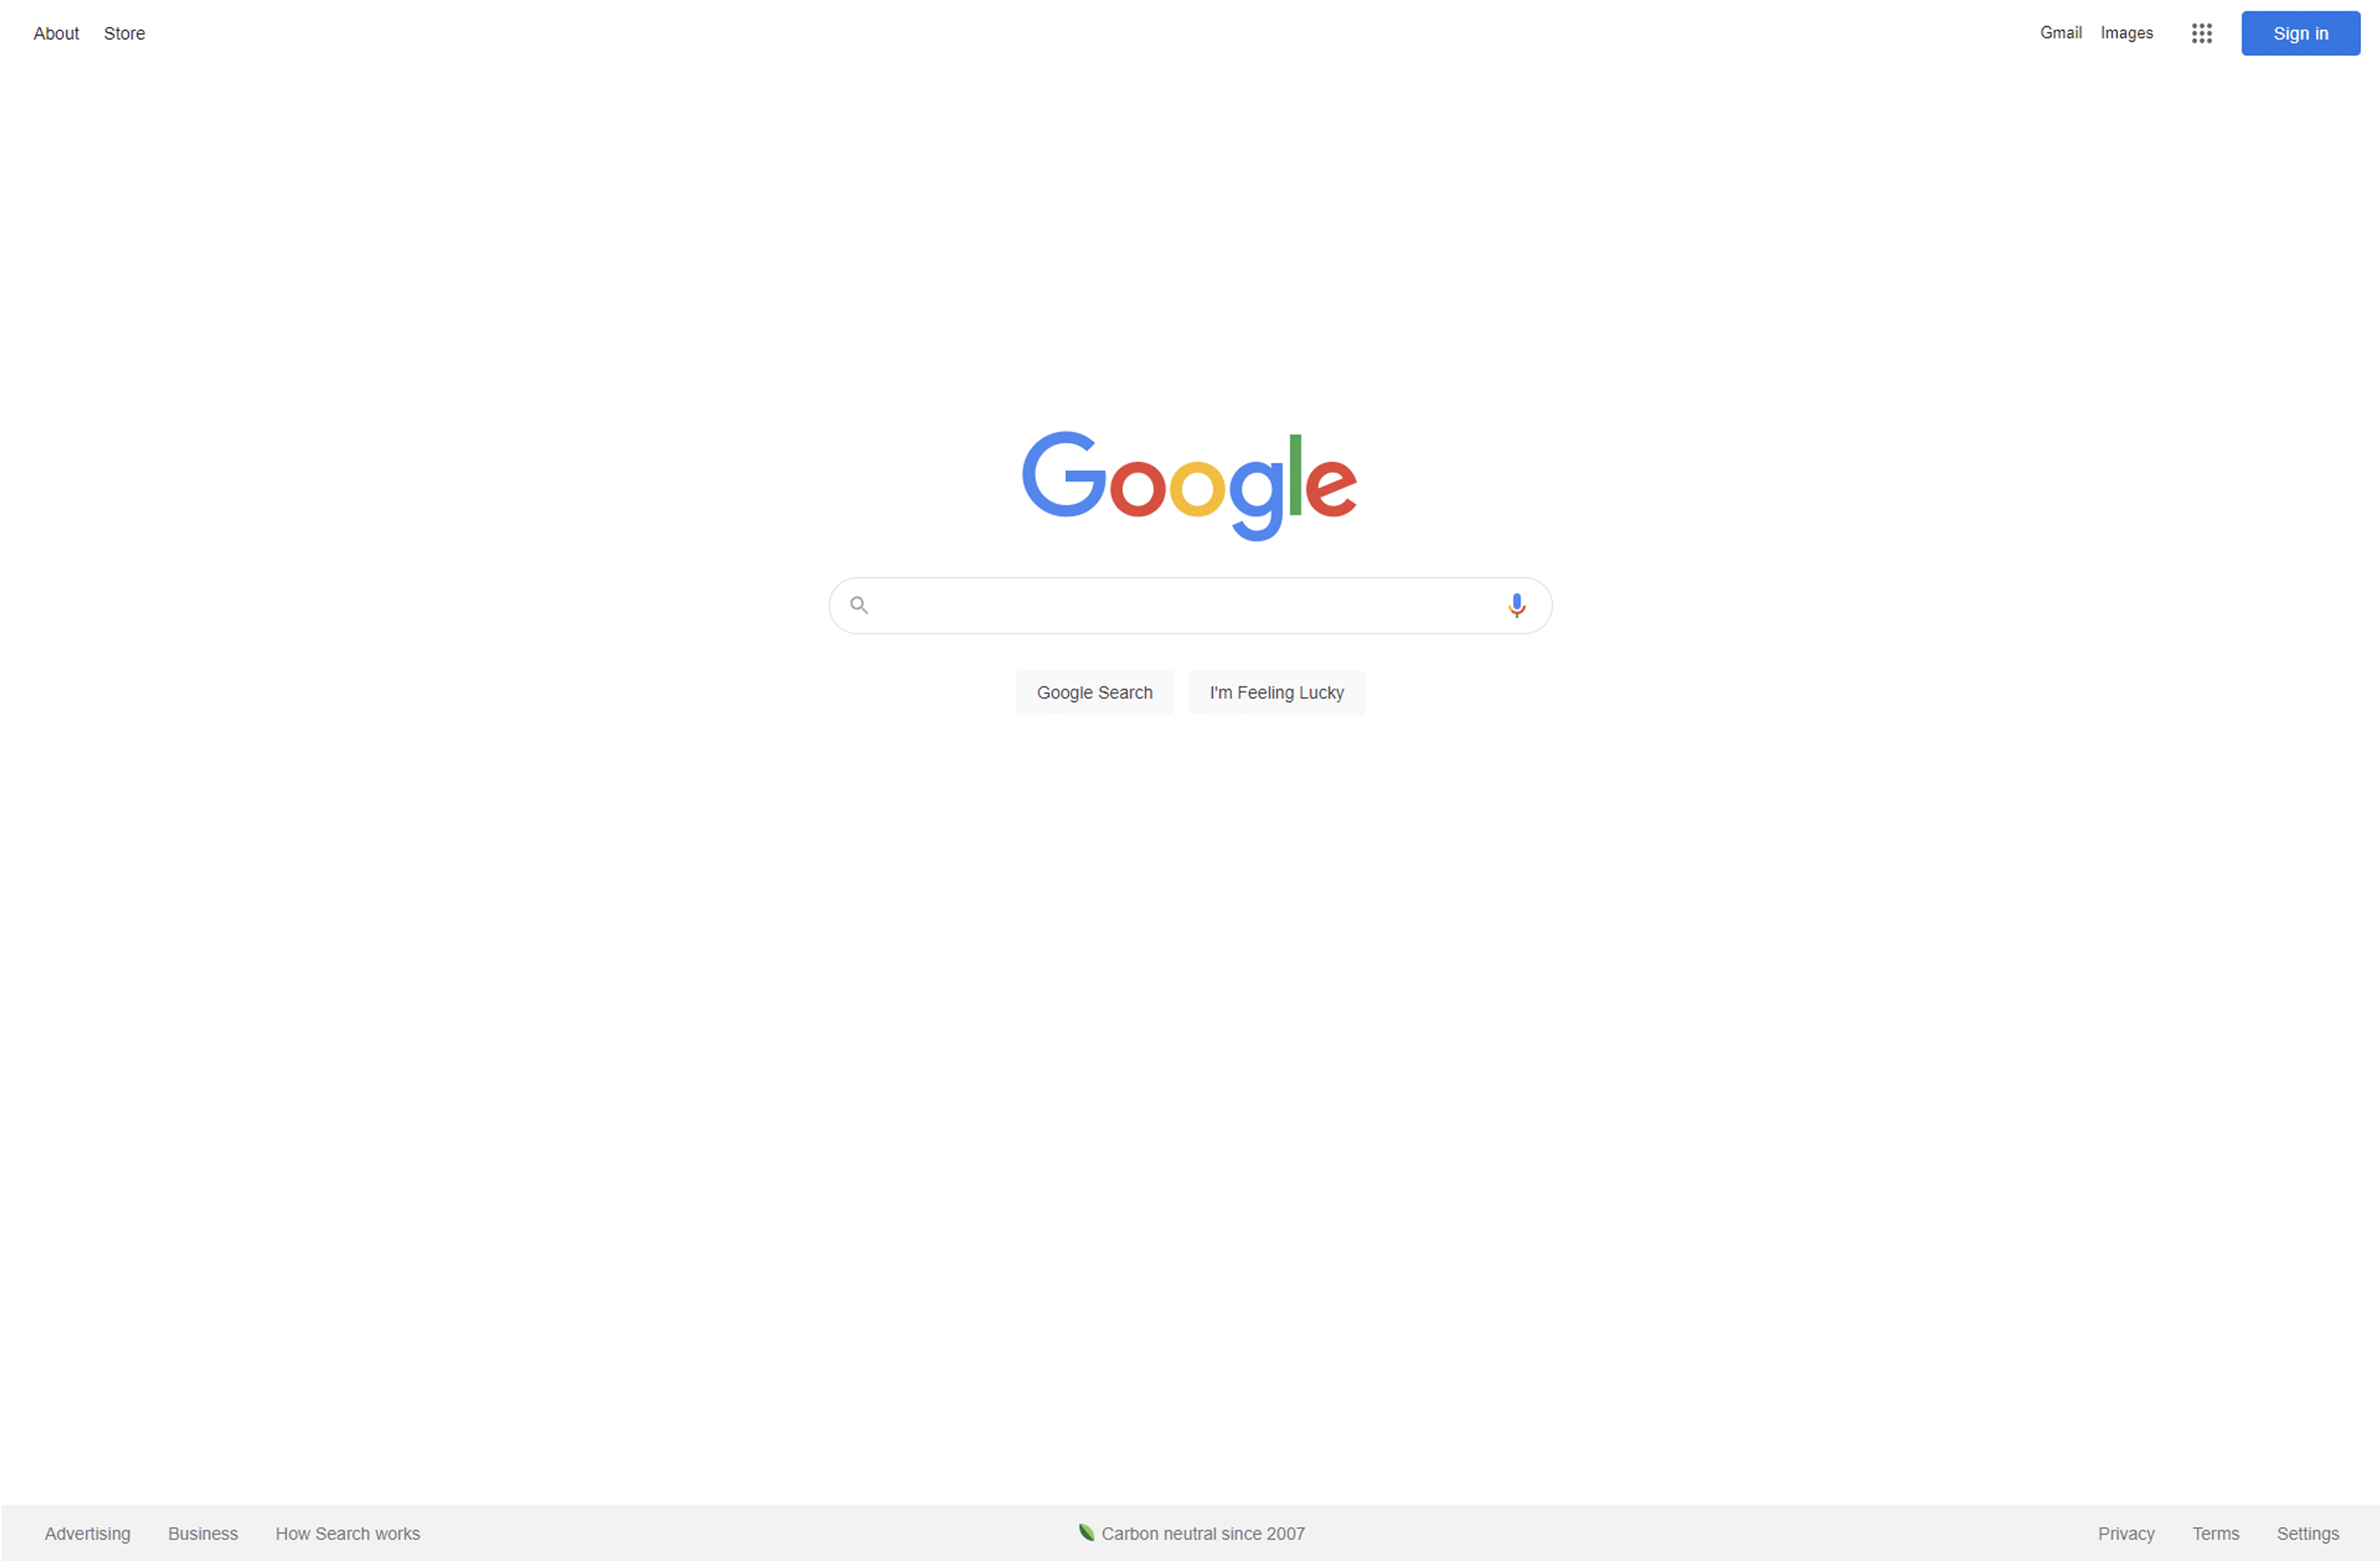 About Store Gmail Images Sign in
Google
Google Search I'm Feeling Lucky
Advertising Business How Search works Carbon neutral since 2007 Privacy Terms Settings